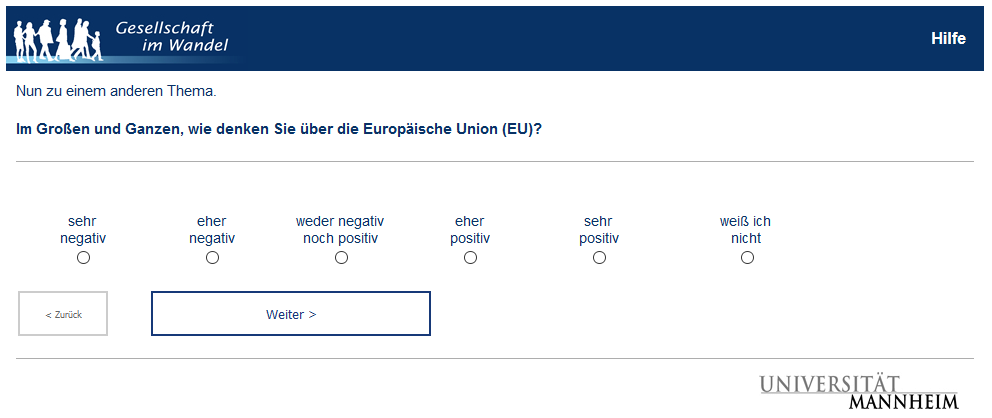 Gesellschaft
im Wandel
Hilfe
Nun zu einem anderen Thema.
Im Großen und Ganzen, wie denken Sie über die Europäische Union (EU)?
sehr
negativ
eher
negativ
weder negativ
noch positiv
eher
positiv
sehr
positiv
weiß ich
nicht
< Zurück
Weiter >
UNIVERSITÄT
MANNHEIM